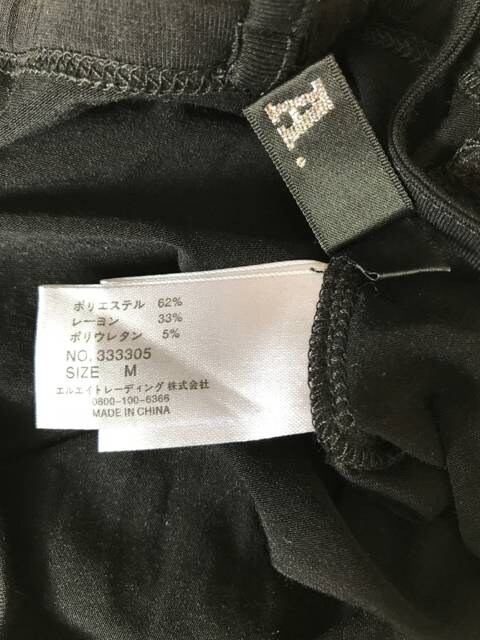 ポリエステル 62%
レーヨン 33%
ポリウレタン 5%
NO. 333305
SIZE M
エルエイトレーディング 株式会社
0800-100-6366
MADE IN CHINA